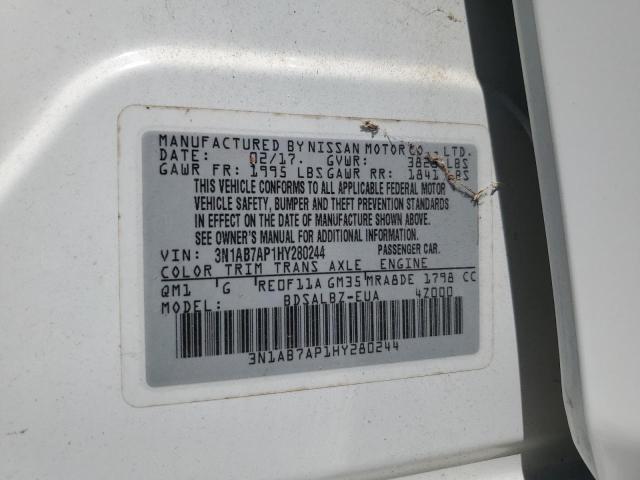 MANUFACTURED BY NISSAN MOTOR CO., LTD.
DATE: 02/17. GVWR: LBS
GAWR FR: 1995 LBS GAWR RR: 1841 LBS
THIS VEHICLE CONFORMS TO ALL APPLICABLE FEDERAL MOTOR
VEHICLE SAFETY, BUMPER AND THEFT PREVENTION STANDARDS
IN EFFECT ON THE DATE OF MANUFACTURE SHOWN ABOVE.
SEE OWNER'S MANUAL FOR ADDITIONAL INFORMATION.
VIN: 3N1AB7AP1HY280244 PASSENGER CAR.
COLOR TRIM TRANS AXLE ENGINE
QM1 G RE0F11A GM35 MRA8DE 1798 CC
MODEL: BDSALBZ-EUA 4Z000
3N1AB7AP1HY280244